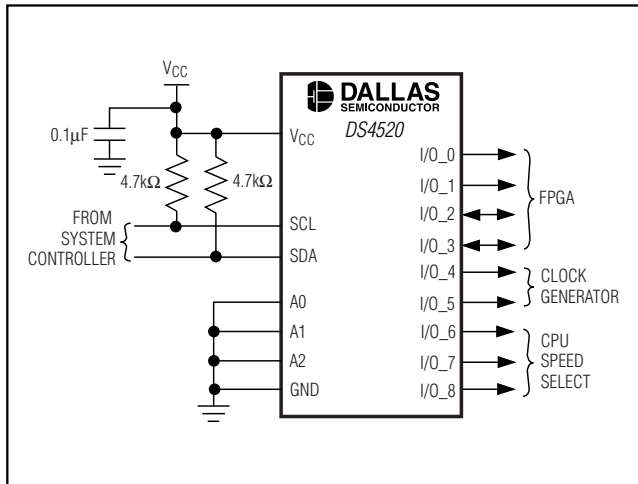 VCC
0.1µF
4.7kΩ
4.7kΩ
FROM
SYSTEM
CONTROLLER
DALLAS
SEMICONDUCTOR
DS4520
VCC
SCL
SDA
A0
A1
A2
GND
I/O_0
I/O_1
I/O_2
I/O_3
I/O_4
I/O_5
I/O_6
I/O_7
I/O_8
FPGA
CLOCK
GENERATOR
CPU
SPEED
SELECT